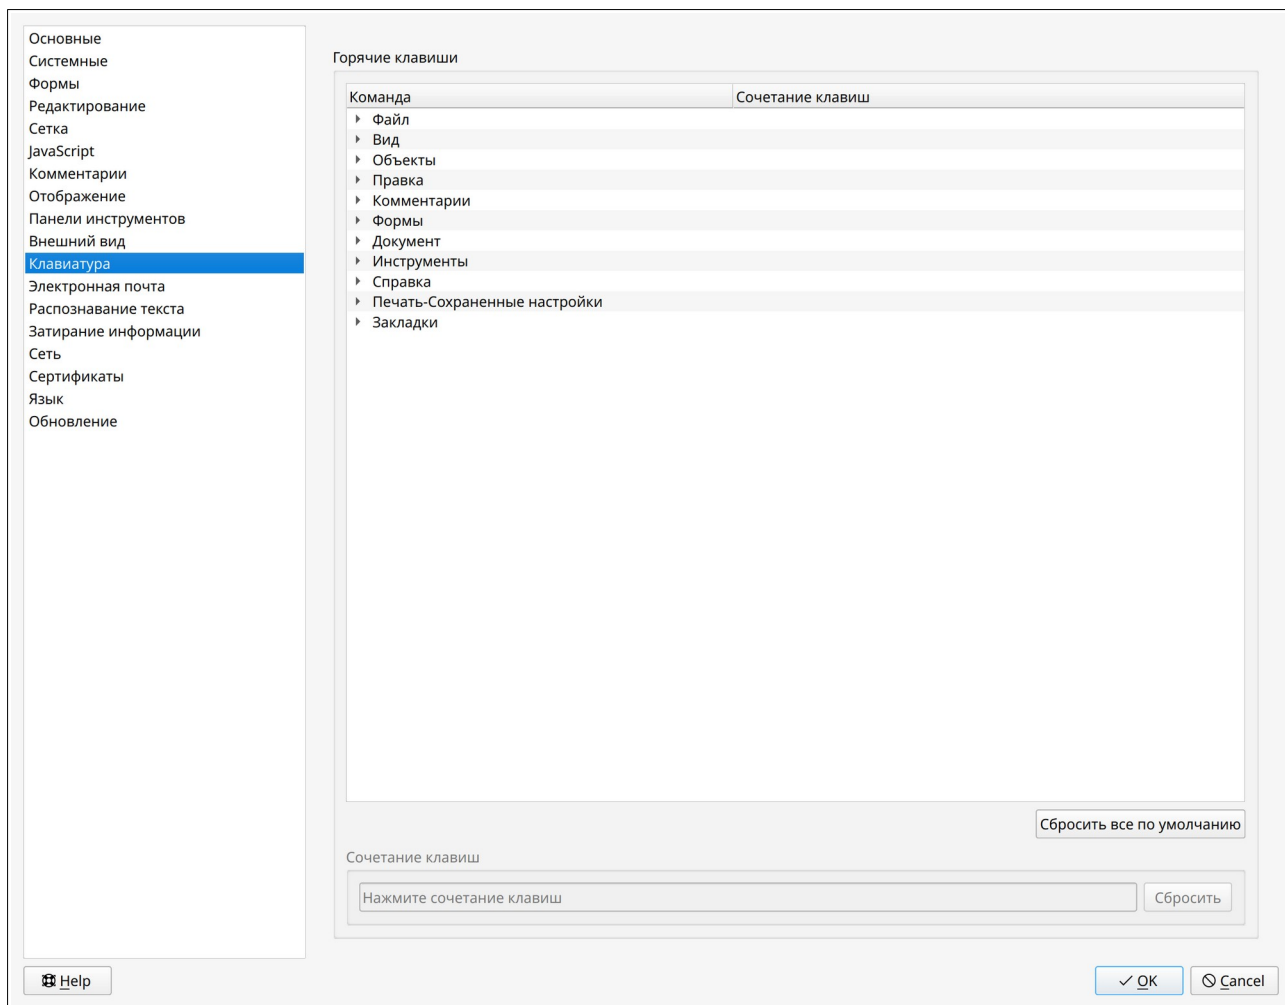 Основные
Системные
Формы
Редактирование
Сетка
JavaScript
Комментарии
Отображение
Панели инструментов
Внешний вид
Клавиатура
Электронная почта
Распознавание текста
Затирание информации
Сеть
Сертификаты
Язык
Обновление
Горячие клавиши
Команда Сочетание клавиш
Файл
Вид
Объекты
Правка
Комментарии
Формы
Документ
Инструменты
Справка
Печать-Сохраненные настройки
Закладки
Сбросить все по умолчанию
Сочетание клавиш
Нажмите сочетание клавиш Сбросить
Help OK Cancel